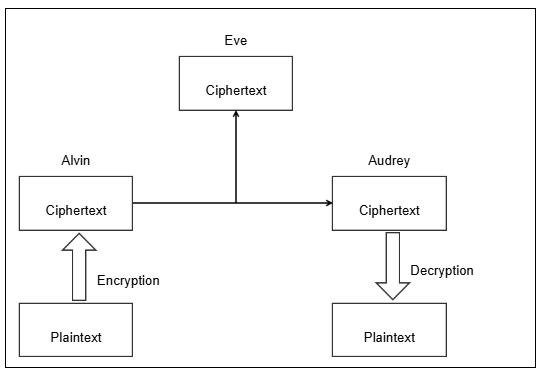 Eve
Ciphertext
Alvin
Audrey
Ciphertext
Ciphertext
Encryption
Decryption
Plaintext
Plaintext